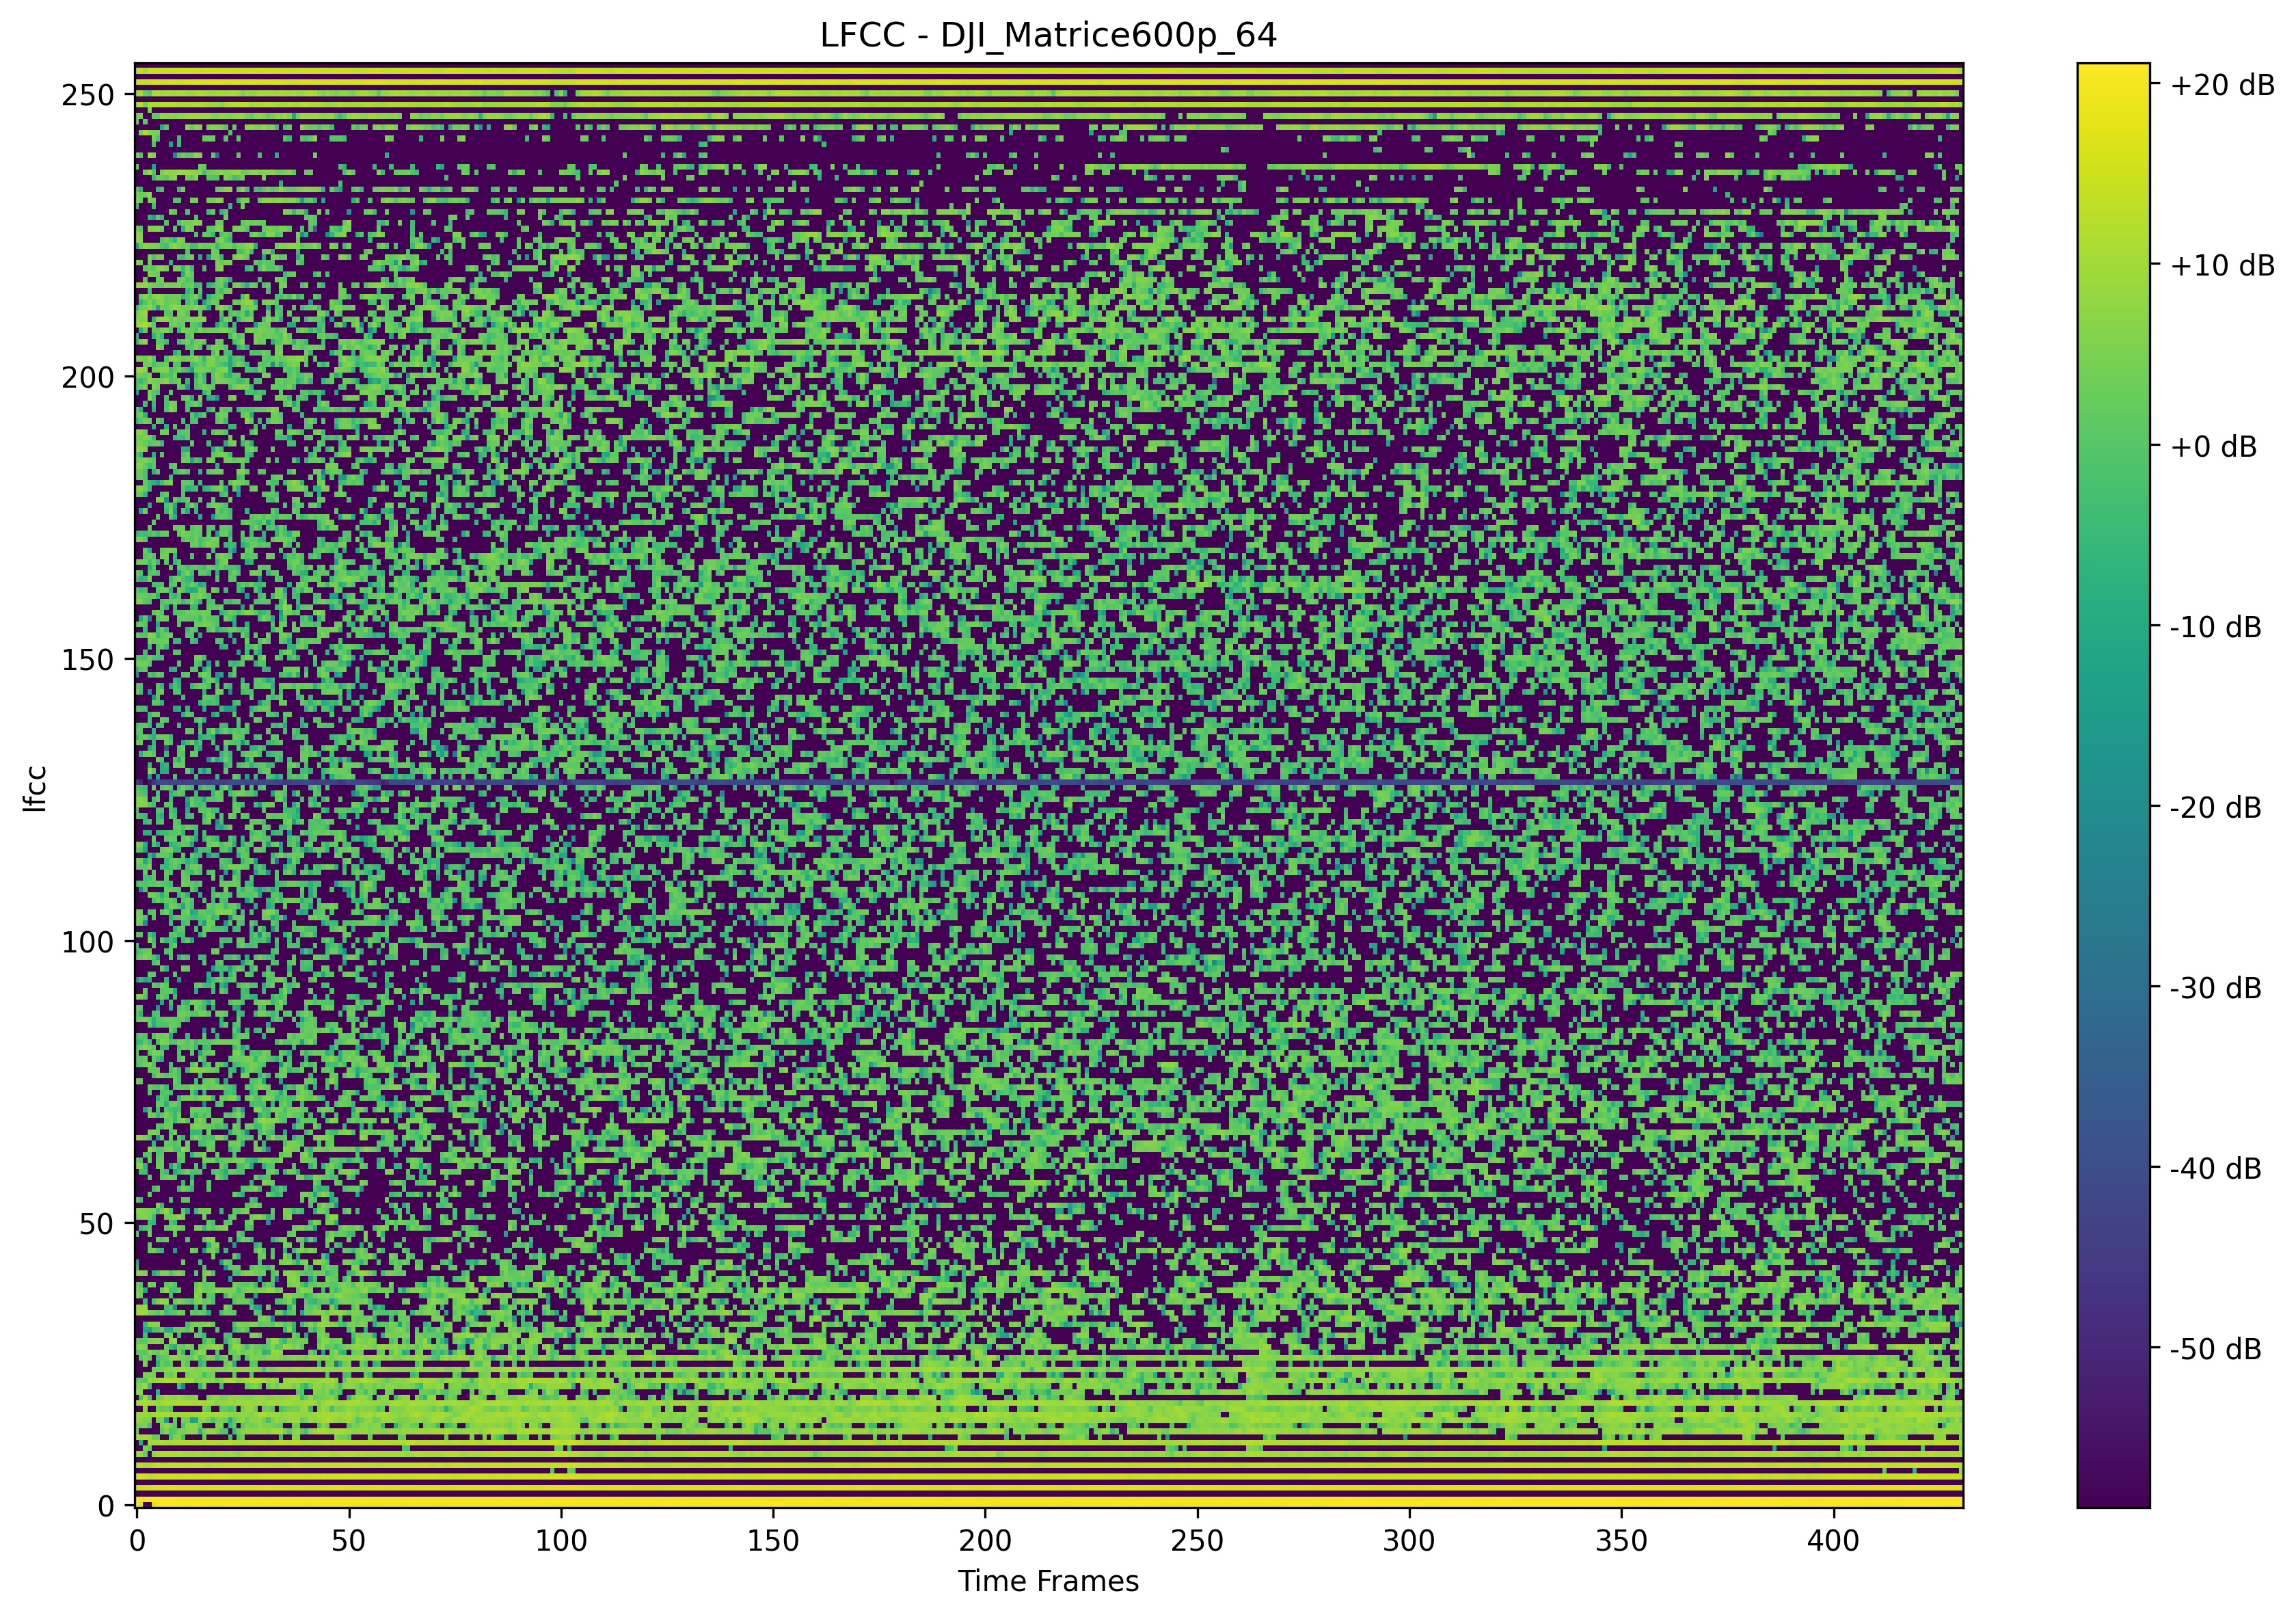 LFCC - DJI_Matrice600p_64
250
200
150
100
50
0
lfcc
0 50 100 150 200 250 300 350 400
Time Frames
+20 dB
+10 dB
+0 dB
-10 dB
-20 dB
-30 dB
-40 dB
-50 dB